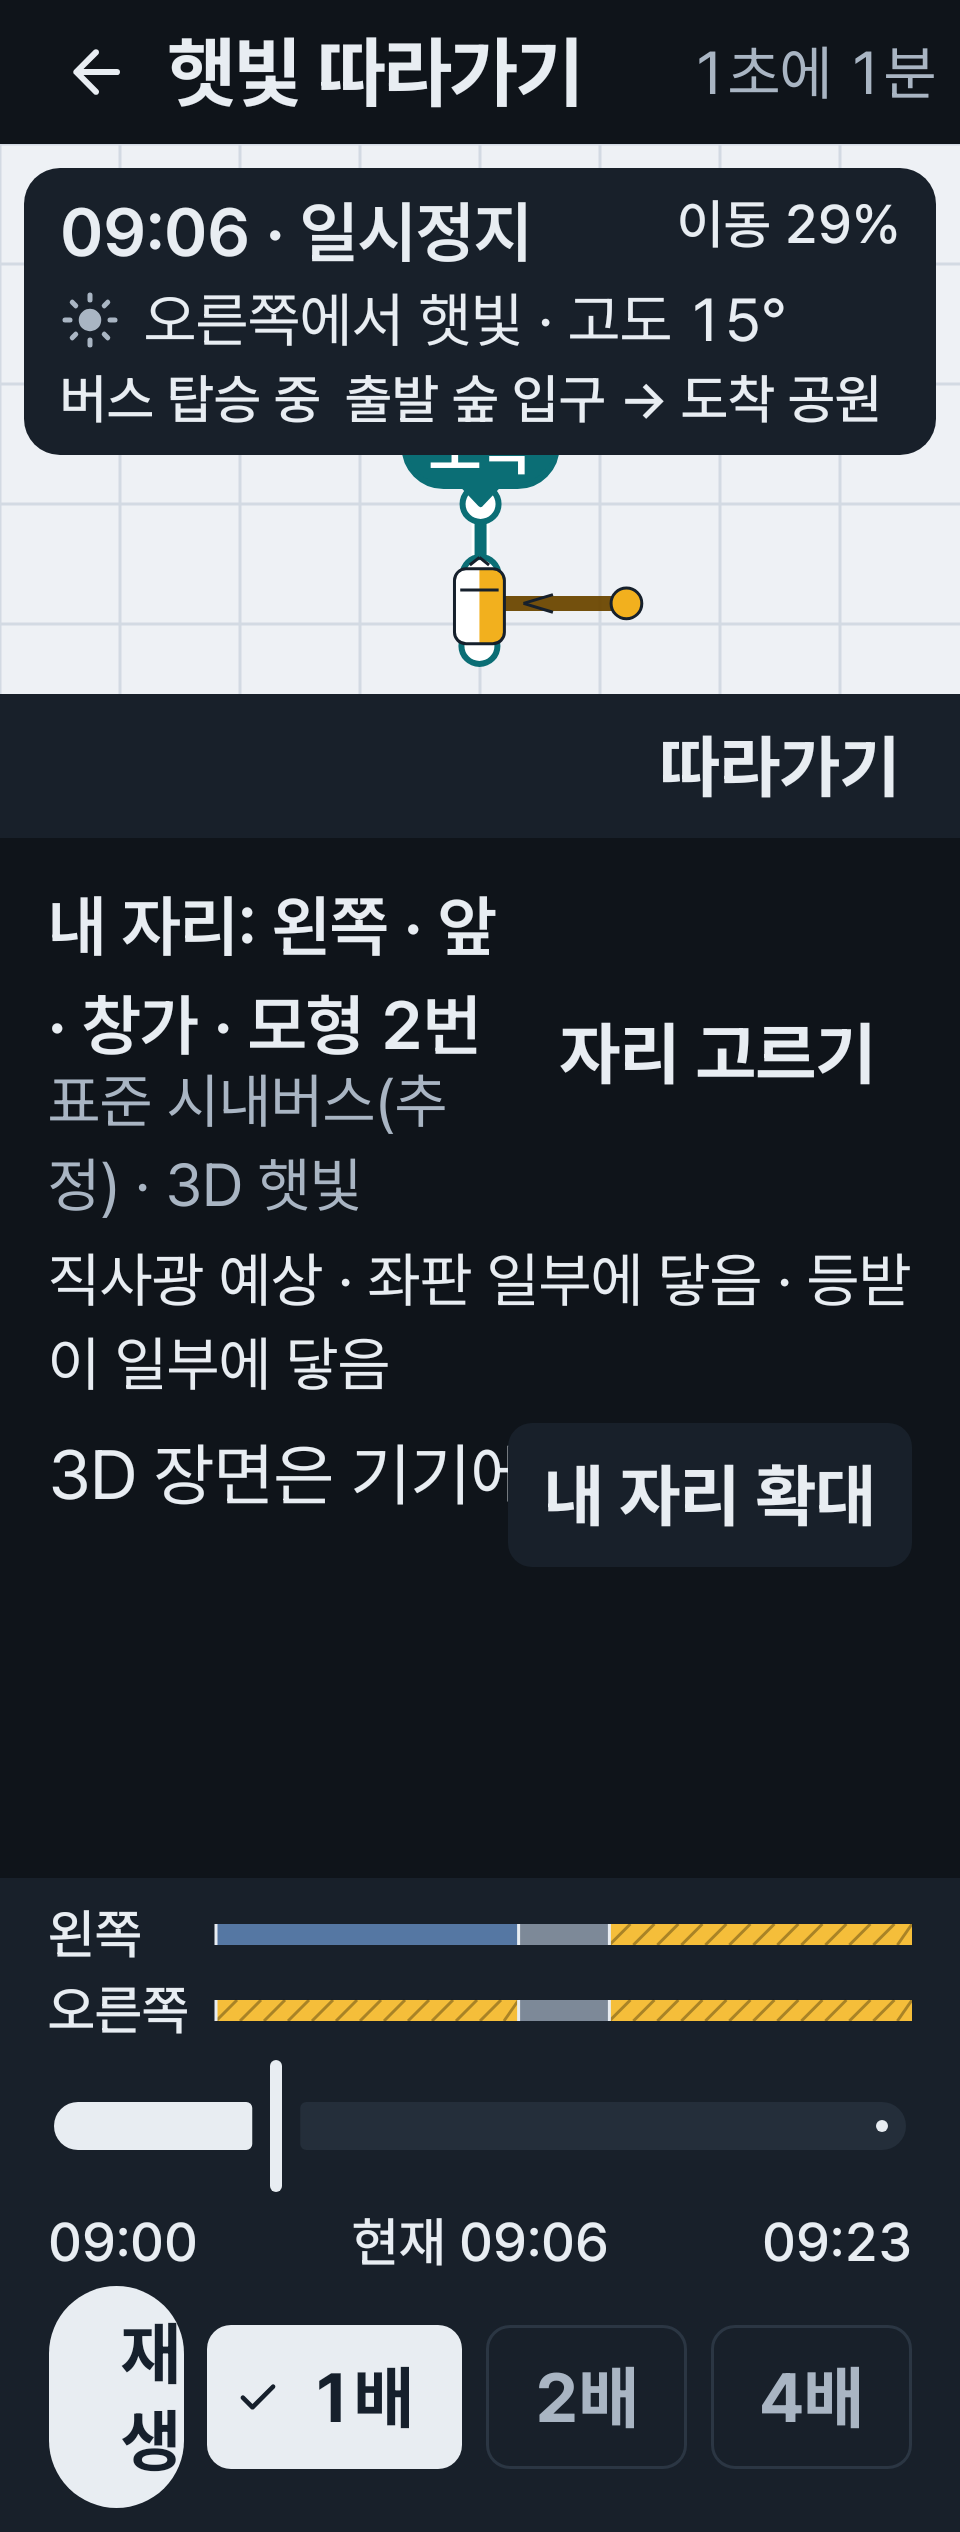 햇빛 따라가기
1초에 1분
09:06 · 일시정지
이동 29%
오른쪽에서 햇빛 · 고도 15°
버스 탑승 중 출발 숲 입구 → 도착 공원
따라가기
내 자리: 왼쪽 · 앞
· 창가 · 모형 2번
자리 고르기
표준 시내버스(추
정) · 3D 햇빛
직사광 예상 · 좌판 일부에 닿음 · 등받
이 일부에 닿음
3D 장면은 기기에
내 자리 확대
왼쪽
오른쪽
09:00
현재 09:06
09:23
재
생
1배
2배
4배